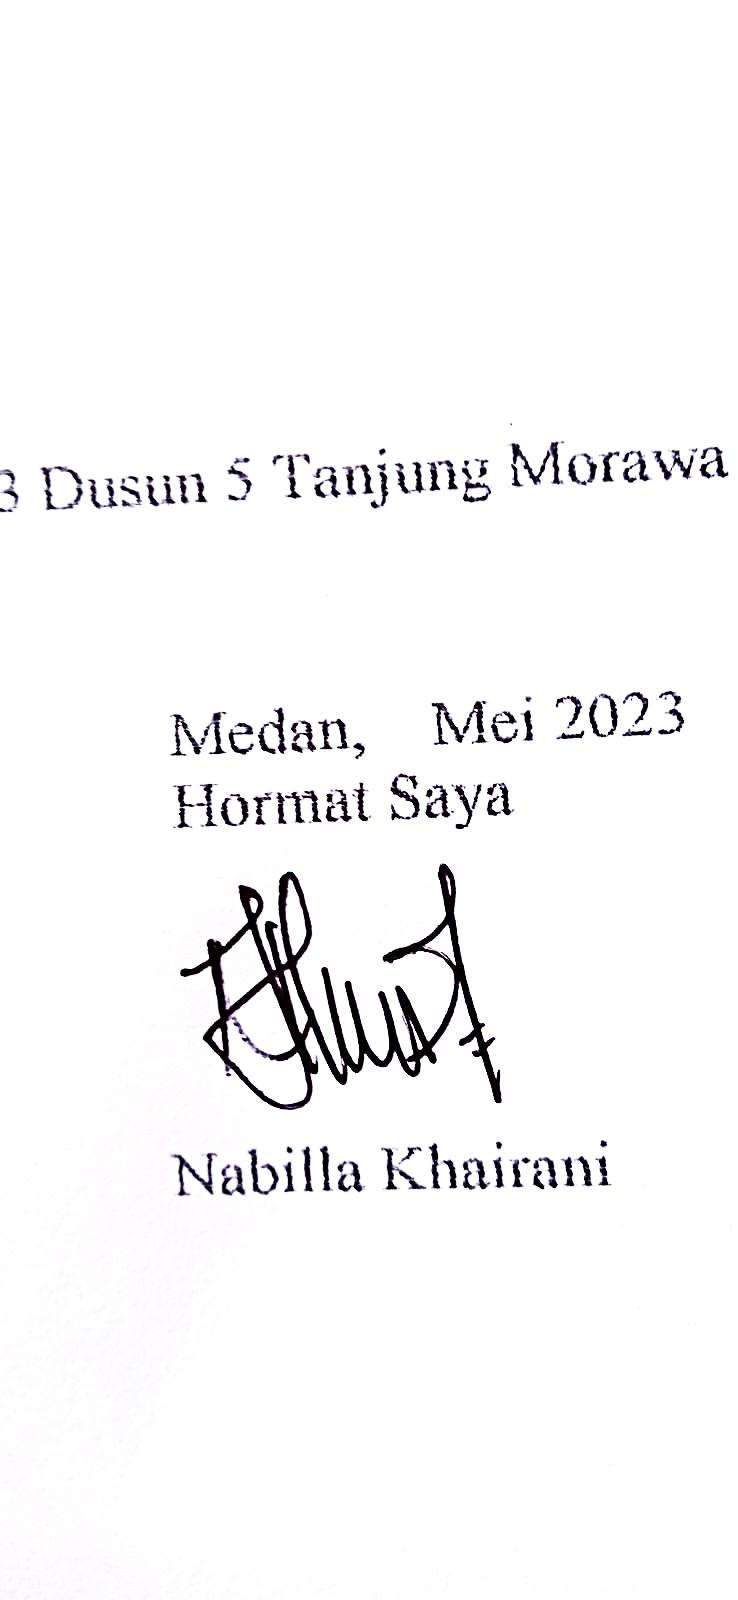 3 Dusun 5 Tanjung Morawa
Medan, Mei 2023
Hormat Saya
Nabilla Khairani